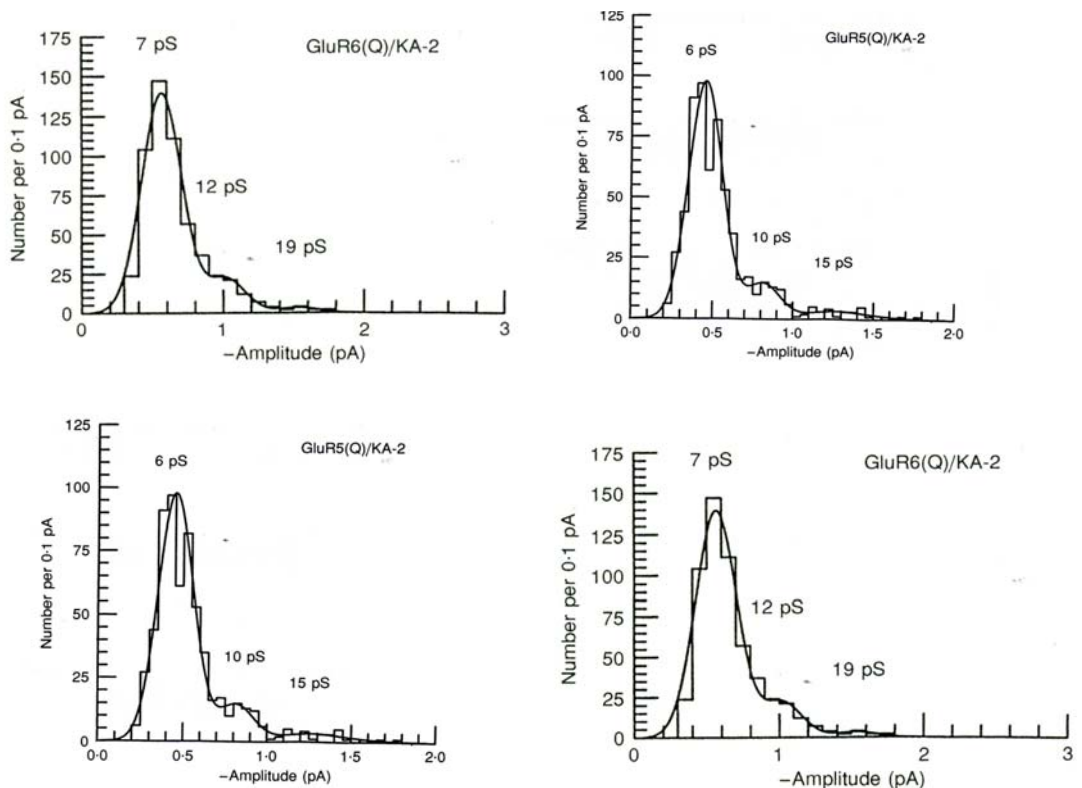 175
150
125
100
75
50
25
0
Number per 0·1 pA
7 pS
12 pS
19 pS
GluR6(Q)/KA-2
0 1 2 3
–Amplitude (pA)
125
100
75
50
25
0
Number per 0·1 pA
6 pS
10 pS
15 pS
GluR5(Q)/KA-2
0·0 0·5 1·0 1·5 2·0
–Amplitude (pA)
125
100
75
50
25
0
Number per 0·1 pA
6 pS
10 pS
15 pS
GluR5(Q)/KA-2
0·0 0·5 1·0 1·5 2·0
–Amplitude (pA)
175
150
125
100
75
50
25
0
Number per 0·1 pA
7 pS
12 pS
19 pS
GluR6(Q)/KA-2
0 1 2 3
–Amplitude (pA)